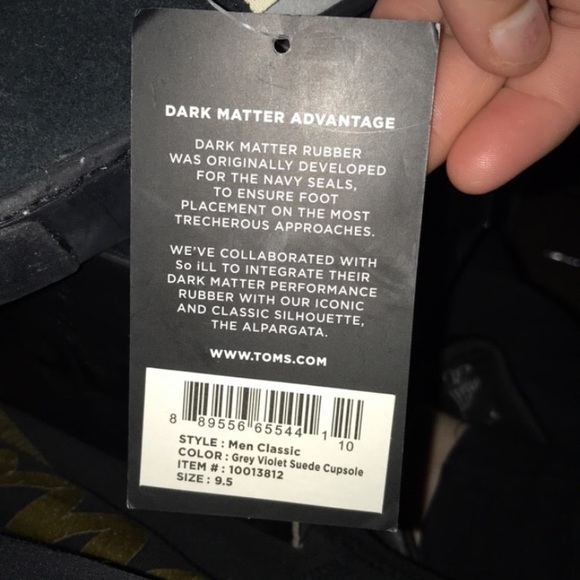 DARK MATTER ADVANTAGE
DARK MATTER RUBBER
WAS ORIGINALLY DEVELOPED
FOR THE NAVY SEALS,
TO ENSURE FOOT
PLACEMENT ON THE MOST
TRECHEROUS APPROACHES.
WE'VE COLLABORATED WITH
So iLL TO INTEGRATE THEIR
DARK MATTER PERFORMANCE
RUBBER WITH OUR ICONIC
AND CLASSIC SILHOUETTE,
THE ALPARGATA.
WWW.TOMS.COM
8 89556 65544 1 10
STYLE : Men Classic
COLOR : Grey Violet Suede Cupsole
ITEM # : 10013812
SIZE : 9.5